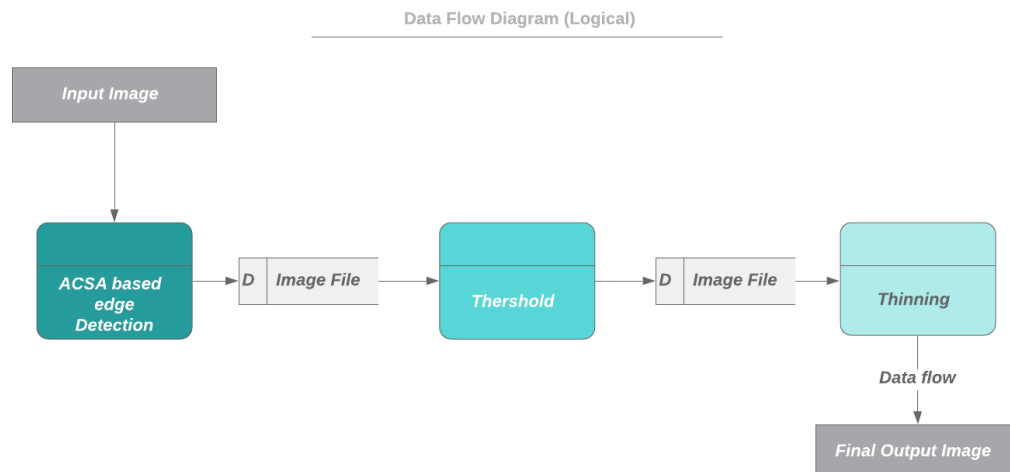 Data Flow Diagram (Logical)
Input Image
ACSA based
edge
Detection
D Image File
Thershold
D Image File
Thinning
Data flow
Final Output Image